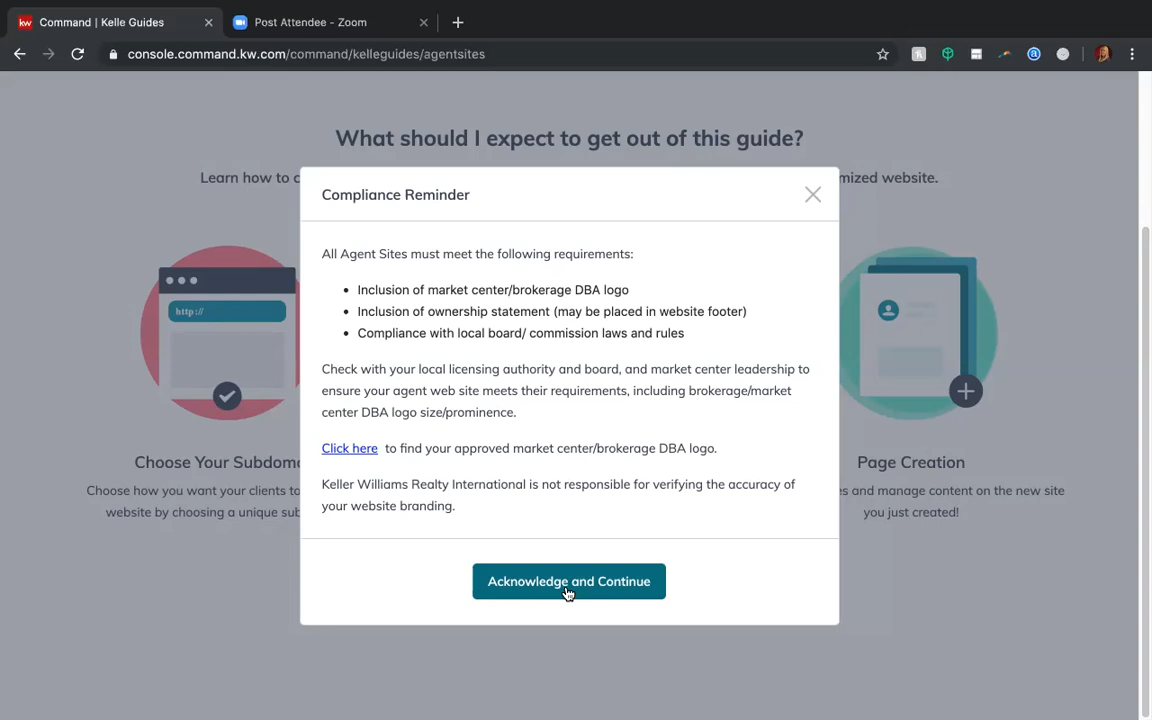 kw Command | Kelle Guides
Post Attendee - Zoom
console.command.kw.com/command/kelleguides/agentsites
What should I expect to get out of this guide?
Learn how to c
mized website.
Compliance Reminder
All Agent Sites must meet the following requirements:
• Inclusion of market center/brokerage DBA logo
• Inclusion of ownership statement (may be placed in website footer)
• Compliance with local board/ commission laws and rules
Check with your local licensing authority and board, and market center leadership to
ensure your agent web site meets their requirements, including brokerage/market
center DBA logo size/prominence.
Click here to find your approved market center/brokerage DBA logo.
Keller Williams Realty International is not responsible for verifying the accuracy of
your website branding.
Acknowledge and Continue
http://
Choose Your Subdoma
Choose how you want your clients to
website by choosing a unique sub
Page Creation
es and manage content on the new site
you just created!